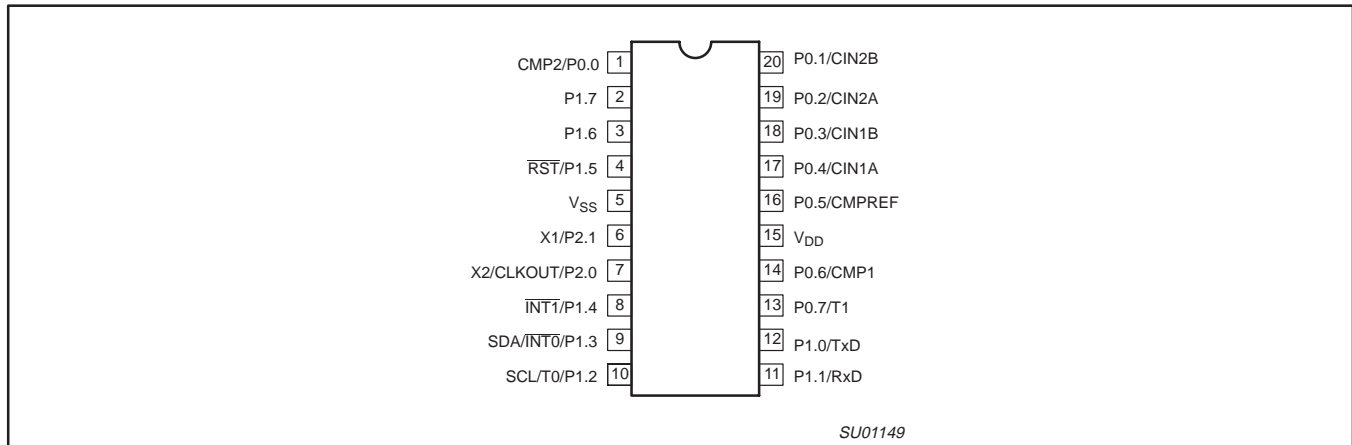 CMP2/P0.0 1 20 P0.1/CIN2B
P1.7 2 19 P0.2/CIN2A
P1.6 3 18 P0.3/CIN1B
R̅S̅T̅/P1.5 4 17 P0.4/CIN1A
VSS 5 16 P0.5/CMPREF
X1/P2.1 6 15 VDD
X2/CLKOUT/P2.0 7 14 P0.6/CMP1
I̅N̅T̅1̅/P1.4 8 13 P0.7/T1
SDA/I̅N̅T̅0̅/P1.3 9 12 P1.0/TxD
SCL/T0/P1.2 10 11 P1.1/RxD
SU01149